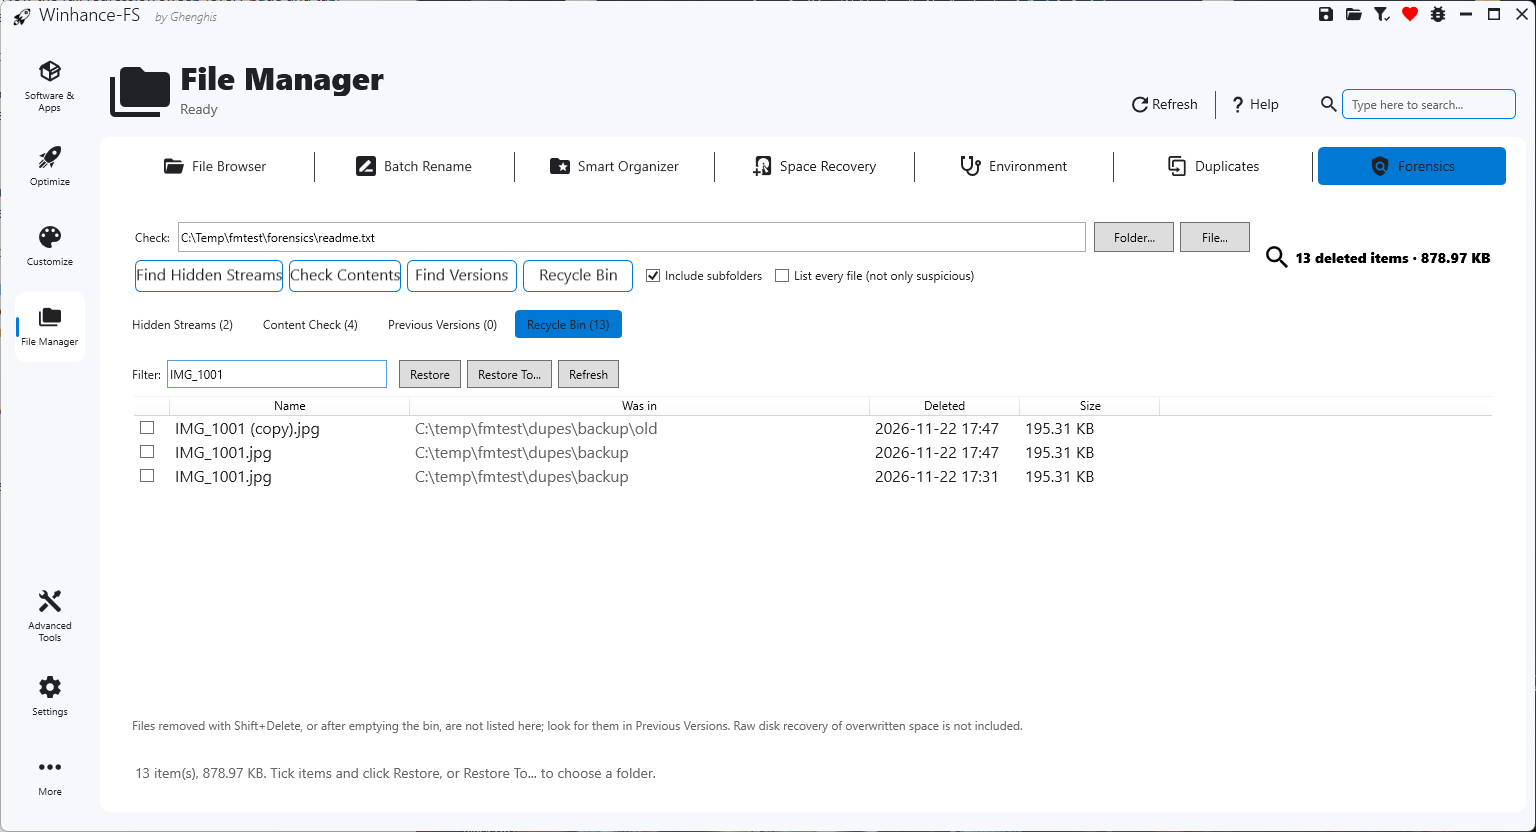 Winhance-FS by Ghenghis
Software & Apps
Optimize
Customize
File Manager
Advanced Tools
Settings
More
File Manager
Ready
Refresh
? Help
Type here to search...
File Browser
Batch Rename
Smart Organizer
Space Recovery
Environment
Duplicates
Forensics
Check: C:\Temp\fmtest\forensics\readme.txt Folder... File...
13 deleted items · 878.97 KB
Find Hidden Streams Check Contents Find Versions Recycle Bin Include subfolders List every file (not only suspicious)
Hidden Streams (2) Content Check (4) Previous Versions (0) Recycle Bin (13)
Filter: IMG_1001 Restore Restore To... Refresh
Name Was in Deleted Size
IMG_1001 (copy).jpg C:\temp\fmtest\dupes\backup\old 2026-11-22 17:47 195.31 KB
IMG_1001.jpg C:\temp\fmtest\dupes\backup 2026-11-22 17:47 195.31 KB
IMG_1001.jpg C:\temp\fmtest\dupes\backup 2026-11-22 17:31 195.31 KB
Files removed with Shift+Delete, or after emptying the bin, are not listed here; look for them in Previous Versions. Raw disk recovery of overwritten space is not included.
13 item(s), 878.97 KB. Tick items and click Restore, or Restore To... to choose a folder.